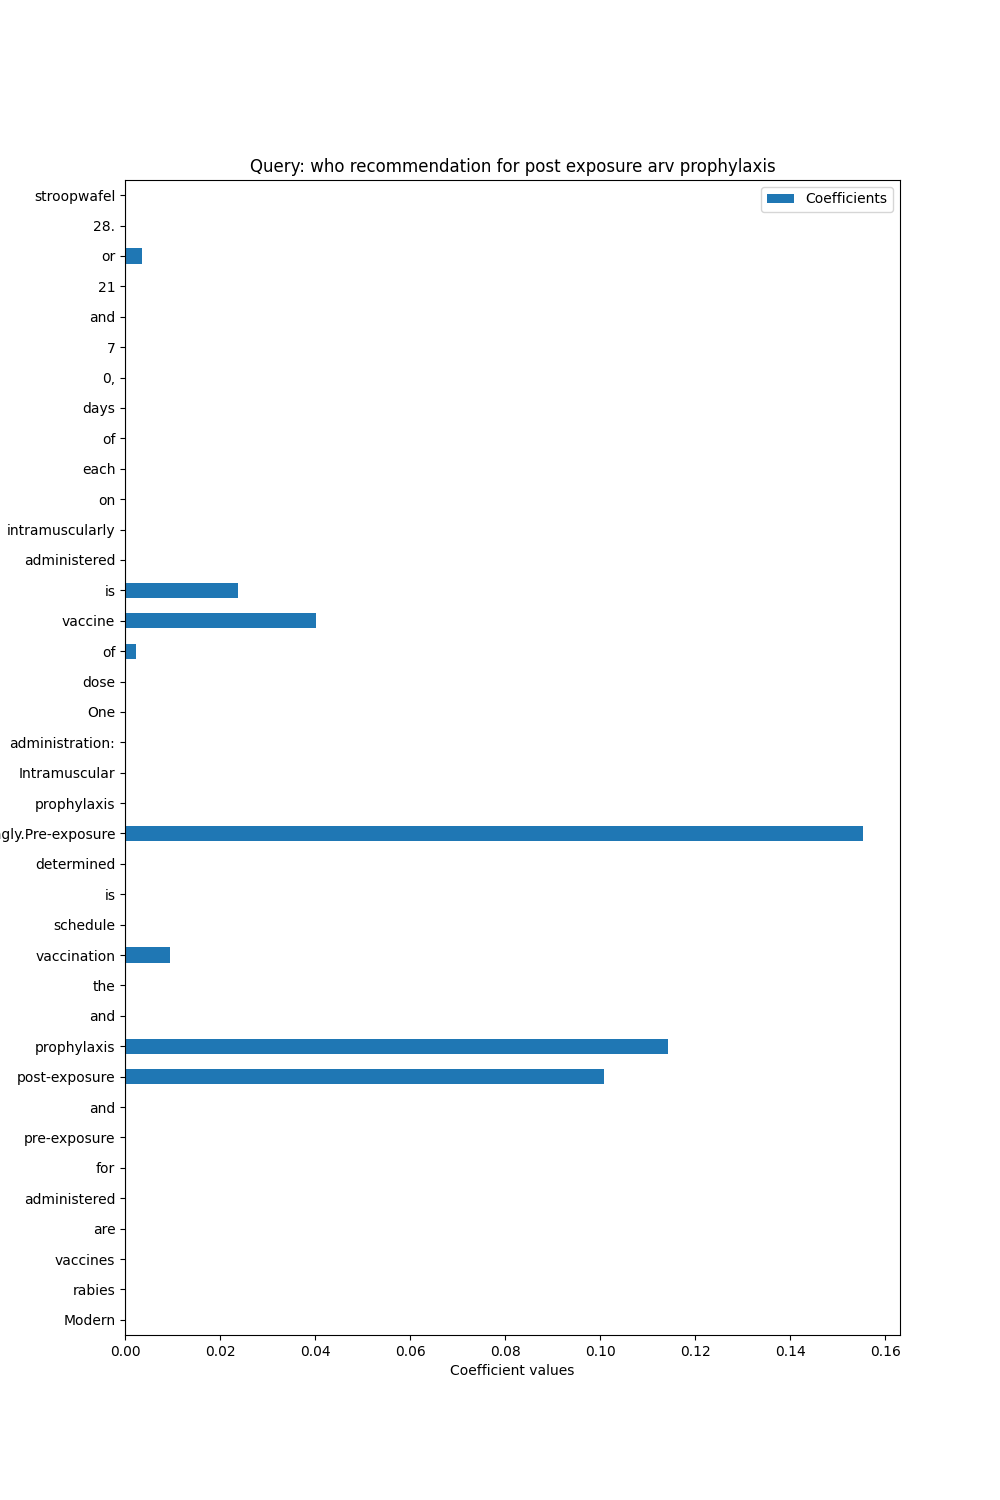 Query: who recommendation for post exposure arv prophylaxis
Coefficients
stroopwafel
28.
or
21
and
7
0,
days
of
each
on
intramuscularly
administered
is
vaccine
of
dose
One
administration:
Intramuscular
prophylaxis
gly.Pre-exposure
determined
is
schedule
vaccination
the
and
prophylaxis
post-exposure
and
pre-exposure
for
administered
are
vaccines
rabies
Modern
0.00 0.02 0.04 0.06 0.08 0.10 0.12 0.14 0.16
Coefficient values